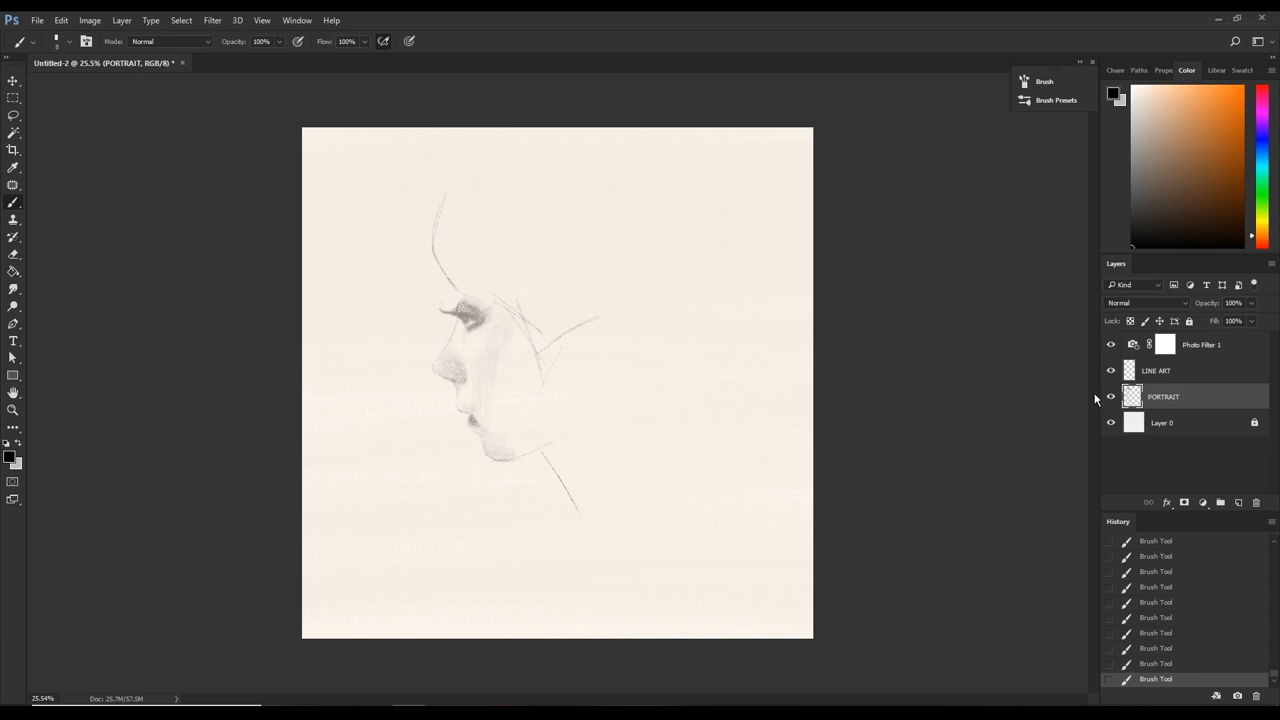 Ps File Edit Image Layer Type Select Filter 3D View Window Help
8 Mode: Normal Opacity: 100% Flow: 100%
Untitled-2 @ 25.5% (PORTRAIT, RGB/8) *
Brush
Brush Presets
Chanr Paths Prope Color Librar Swatcl
Layers
Kind
Normal Opacity: 100%
Lock: Fill: 100%
Photo Filter 1
LINE ART
PORTRAIT
Layer 0
fx
History
Brush Tool
Brush Tool
Brush Tool
Brush Tool
Brush Tool
Brush Tool
Brush Tool
Brush Tool
Brush Tool
Brush Tool
25.54% Doc: 25.7M/57.5M